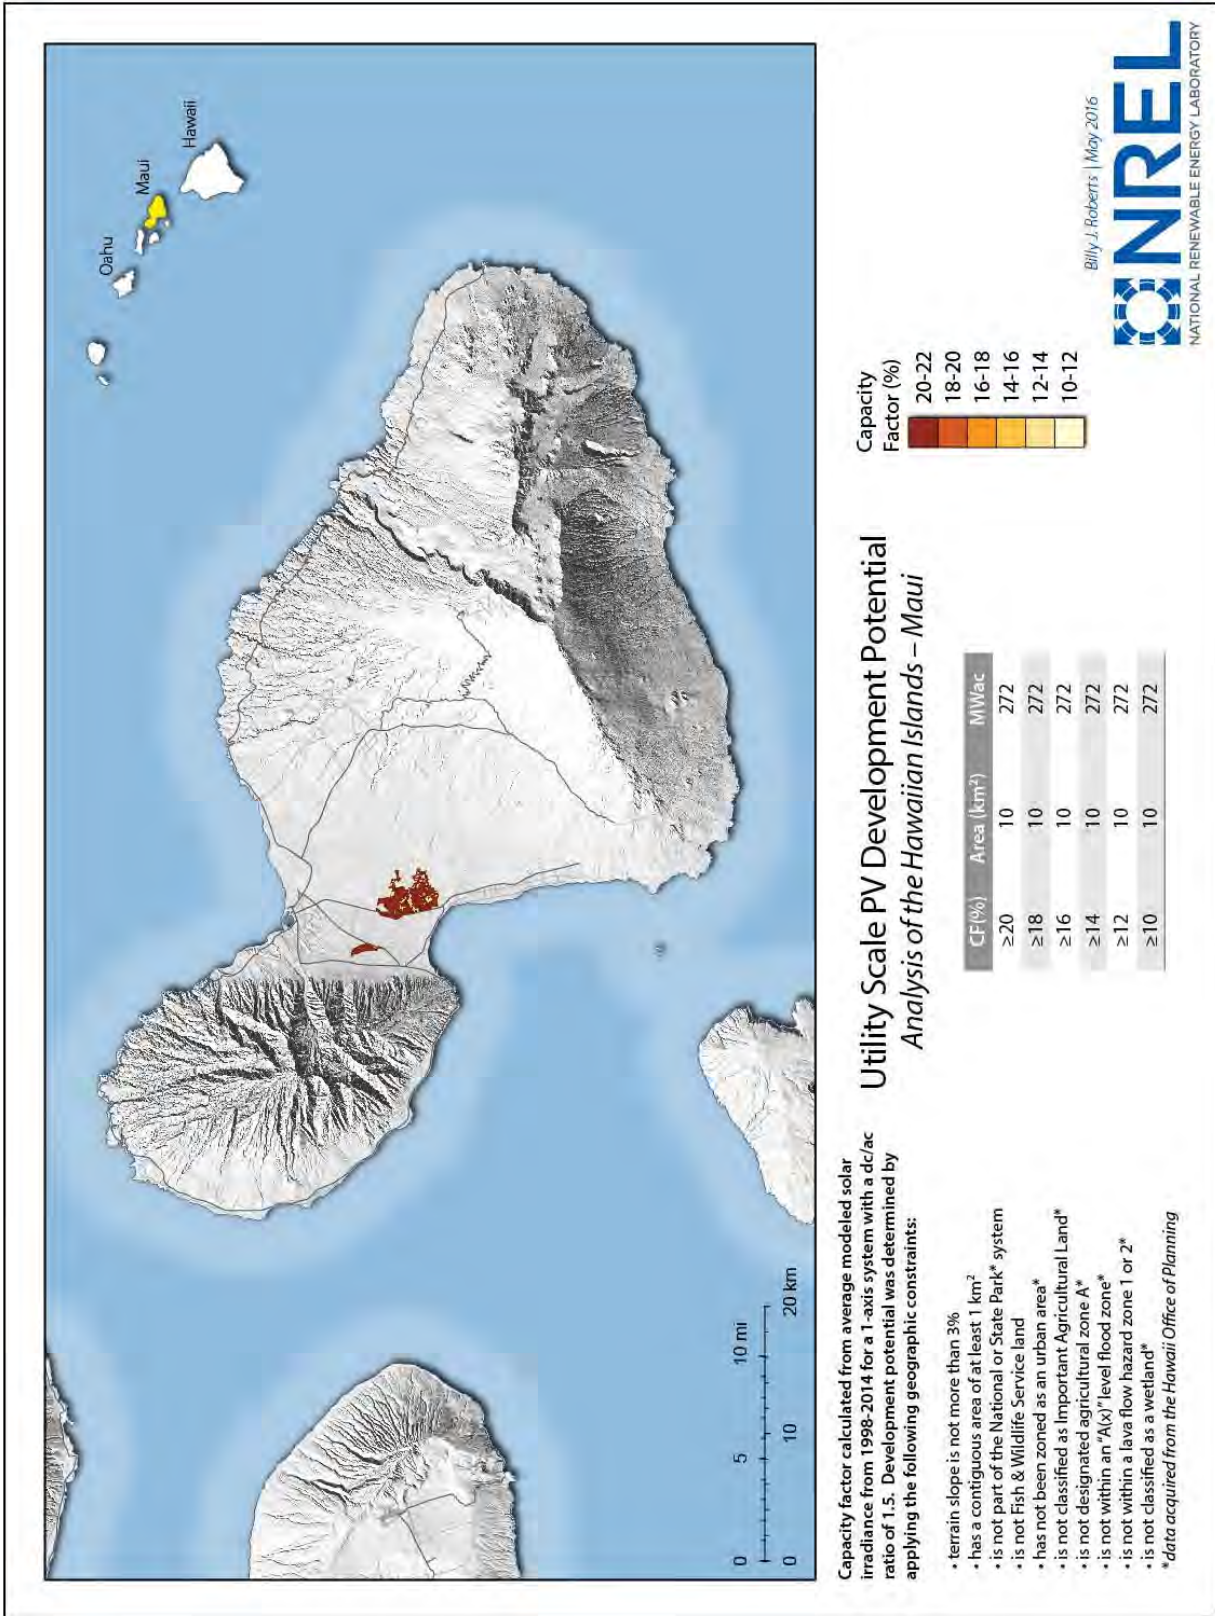 Oahu
Maui
Hawaii
0 5 10 mi
0 10 20 km
Capacity factor calculated from average modeled solar
irradiance from 1998-2014 for a 1-axis system with a dc/ac
ratio of 1.5. Development potential was determined by
applying the following geographic constraints:
• terrain slope is not more than 3%
• has a contiguous area of at least 1 km²
• is not part of the National or State Park* system
• is not Fish & Wildlife Service land
• has not been zoned as an urban area*
• is not classified as Important Agricultural Land*
• is not designated agricultural zone A*
• is not within an "A(x)" level flood zone*
• is not within a lava flow hazard zone 1 or 2*
• is not classified as a wetland*
*data acquired from the Hawaii Office of Planning
Utility Scale PV Development Potential
Analysis of the Hawaiian Islands – Maui
CF(%) Area (km²) MWac
≥20 10 272
≥18 10 272
≥16 10 272
≥14 10 272
≥12 10 272
≥10 10 272
Capacity
Factor (%)
20-22
18-20
16-18
14-16
12-14
10-12
Billy J. Roberts | May 2016
NREL
NATIONAL RENEWABLE ENERGY LABORATORY